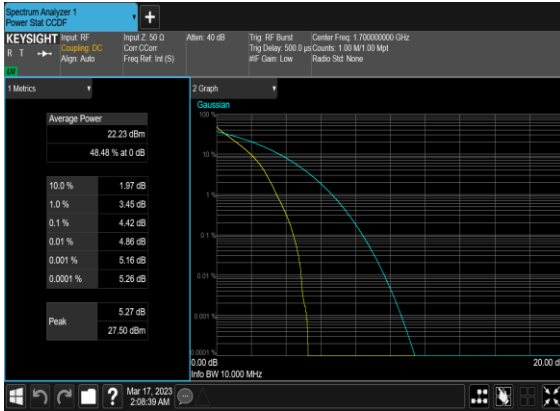 Spectrum Analyzer 1
Power Stat CCDF
KEYSIGHT
R T
Input: RF
Coupling: DC
Align: Auto
Input Z: 50 Ω
Corr CCorr
Freq Ref: Int (S)
Atten: 40 dB
Trig: RF Burst
Trig Delay: 500.0 µs
#IF Gain: Low
Center Freq: 1.700000000 GHz
Counts: 1.00 M/1.00 Mpt
Radio Std: None
1 Metrics
Average Power
22.23 dBm
48.48 % at 0 dB
10.0 % 1.97 dB
1.0 % 3.45 dB
0.1 % 4.42 dB
0.01 % 4.86 dB
0.001 % 5.16 dB
0.0001 % 5.26 dB
Peak
5.27 dB
27.50 dBm
2 Graph
Gaussian
100 %
10 %
1 %
0.1 %
0.01 %
0.001 %
0.0001 %
0.00 dB
20.00 d
Info BW 10.000 MHz
?
Mar 17, 2023
2:08:39 AM